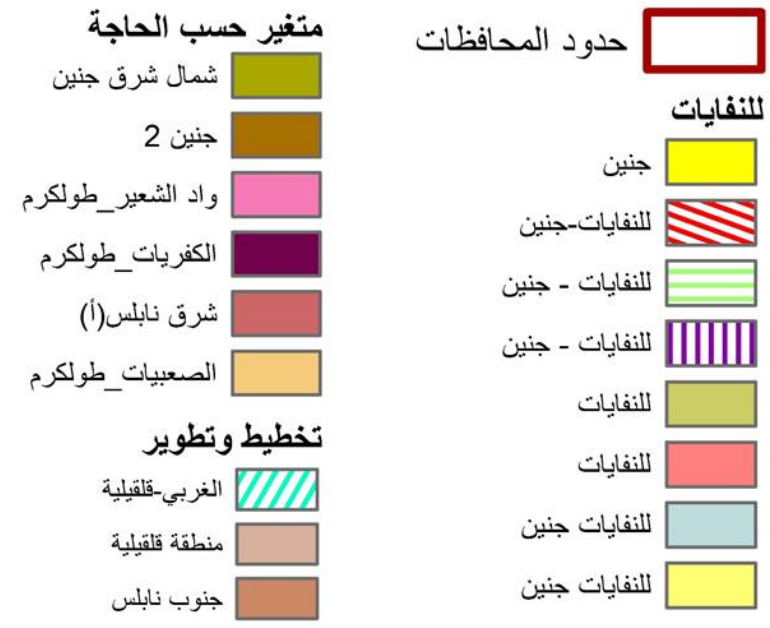 حدود المحافظات
للنفايات
جنين
للنفايات-جنين
للنفايات - جنين
للنفايات - جنين
للنفايات
للنفايات
للنفايات جنين
للنفايات جنين
متغير حسب الحاجة
شمال شرق جنين
جنين 2
واد الشعير_طولكرم
الكفريات_طولكرم
شرق نابلس(أ)
الصعبيات_طولكرم
تخطيط وتطوير
الغربي-قلقيلية
منطقة قلقيلية
جنوب نابلس